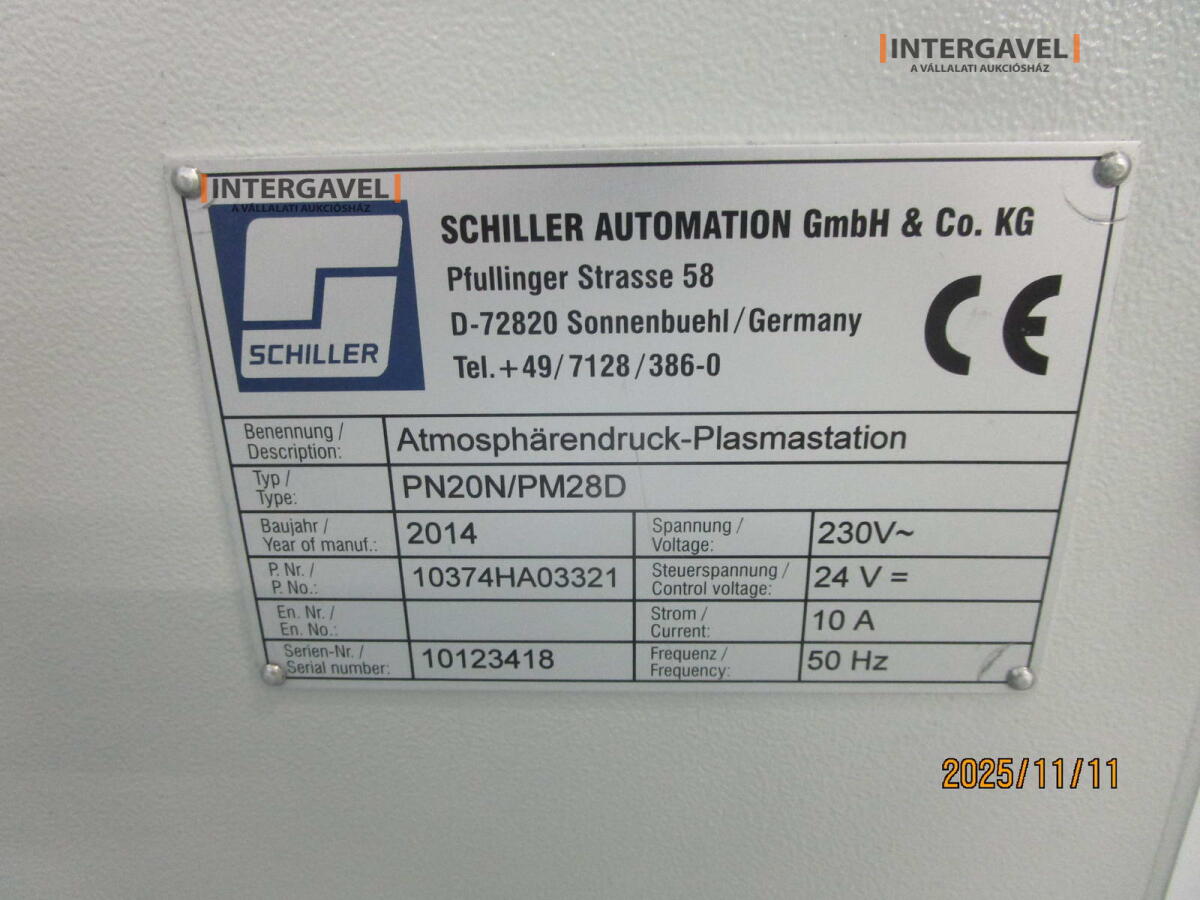 INTERGAVEL
A VÁLLALATI AUKCIÓSHÁZ
INTERGAVEL
A VÁLLALATI AUKCIÓSHÁZ
SCHILLER
SCHILLER AUTOMATION GmbH & Co. KG
Pfullinger Strasse 58
D-72820 Sonnenbuehl/Germany
Tel.+49/7128/386-0
CE
Benennung /
Description:
Atmosphärendruck-Plasmastation
Typ /
Type:
PN20N/PM28D
Baujahr /
Year of manuf.:
2014
Spannung /
Voltage:
230V~
P. Nr. /
P. No.:
10374HA03321
Steuerspannung /
Control voltage:
24 V =
En. Nr. /
En. No.:
Strom /
Current:
10 A
Serien-Nr. /
Serial number:
10123418
Frequenz /
Frequency:
50 Hz
2025/11/11